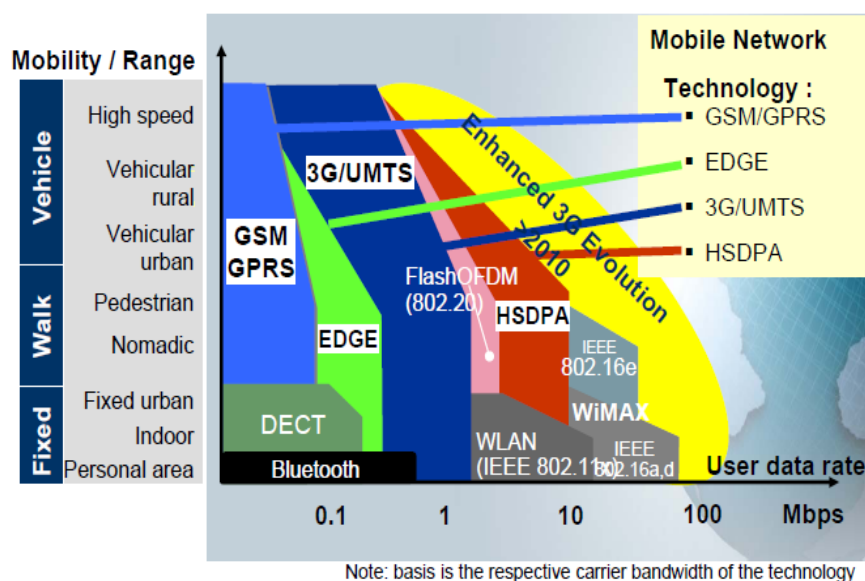 Mobility / Range
Mobile Network
Technology :
▪ GSM/GPRS
▪ EDGE
▪ 3G/UMTS
▪ HSDPA
Vehicle
High speed
Vehicular
rural
Vehicular
urban
Walk
Pedestrian
Nomadic
Fixed
Fixed urban
Indoor
Personal area
3G/UMTS
GSM
GPRS
Enhanced 3G Evolution
>2010
FlashOFDM
(802.20)
HSDPA
EDGE
IEEE
802.16e
WiMAX
DECT
WLAN
(IEEE 802.11x)
IEEE
802.16a,d
Bluetooth
User data rate
0.1 1 10 100 Mbps
Note: basis is the respective carrier bandwidth of the technology